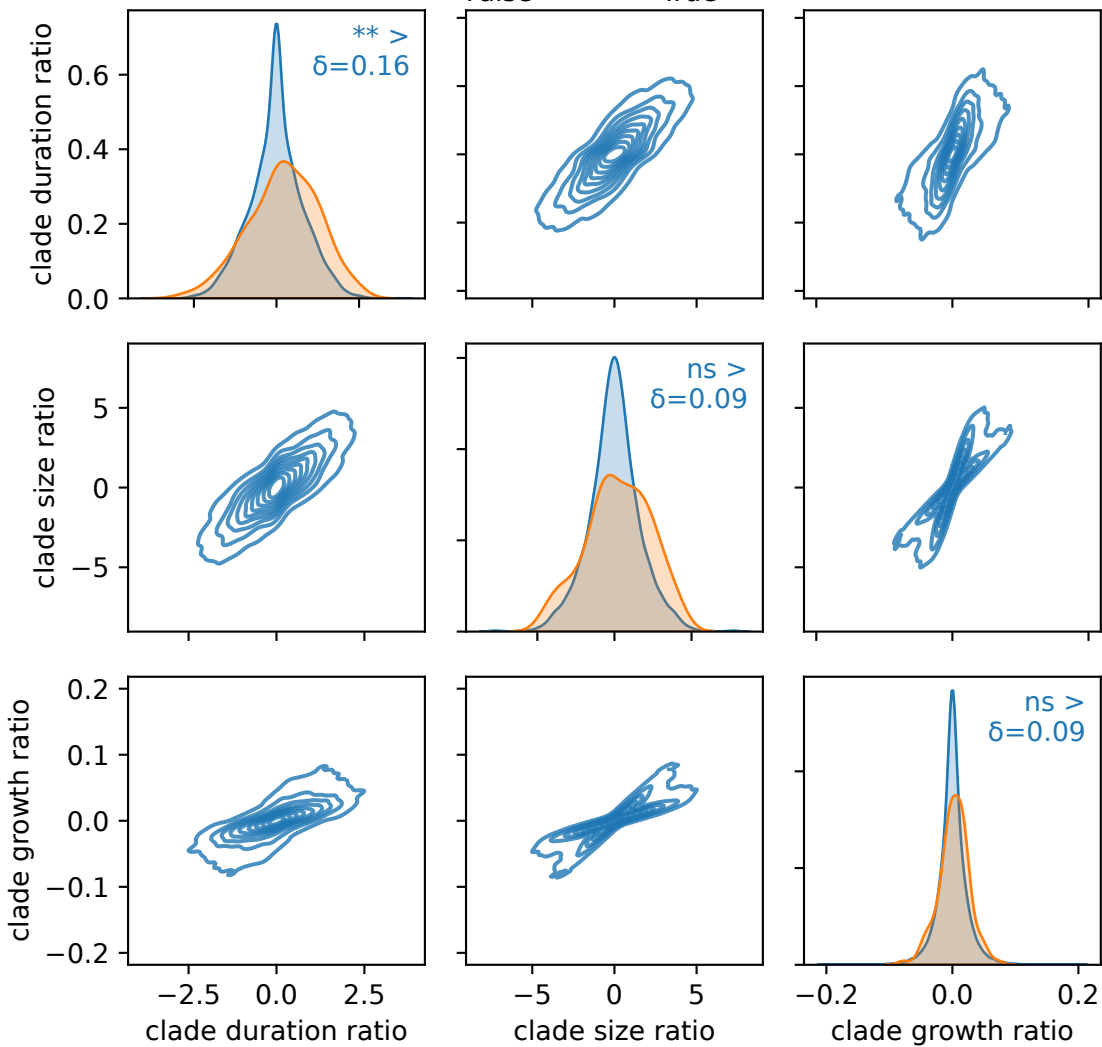 clade duration ratio
0.6
0.4
0.2
0.0
** >
δ=0.16
clade size ratio
5
0
−5
ns >
δ=0.09
clade growth ratio
0.2
0.1
0.0
−0.1
−0.2
ns >
δ=0.09
−2.5 0.0 2.5
−5 0 5
−0.2 0.0 0.2
clade duration ratio
clade size ratio
clade growth ratio